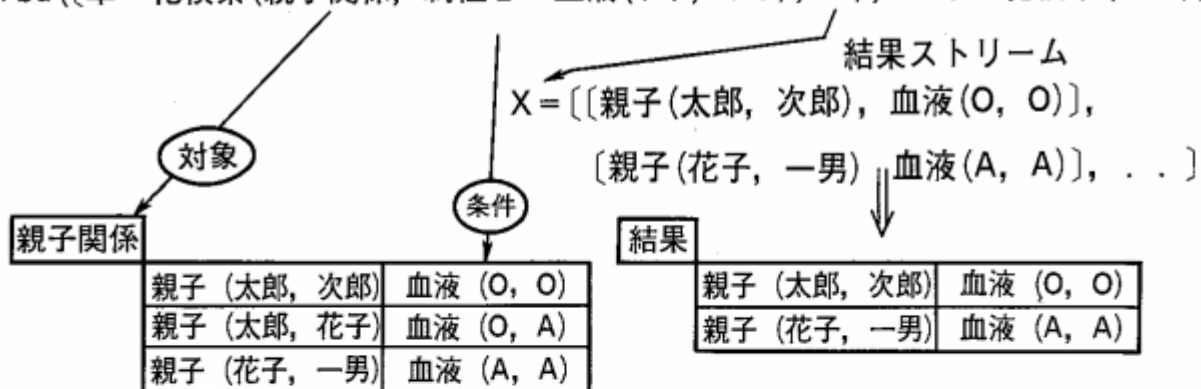 結果ストリーム
X=〔〔親子(太郎, 次郎), 血液(O, O)〕,
〔親子(花子, 一男) 血液(A, A)〕, . . 〕
対象
条件
親子関係
親子 (太郎, 次郎) 血液 (O, O)
親子 (太郎, 花子) 血液 (O, A)
親子 (花子, 一男) 血液 (A, A)
結果
親子 (太郎, 次郎) 血液 (O, O)
親子 (花子, 一男) 血液 (A, A)